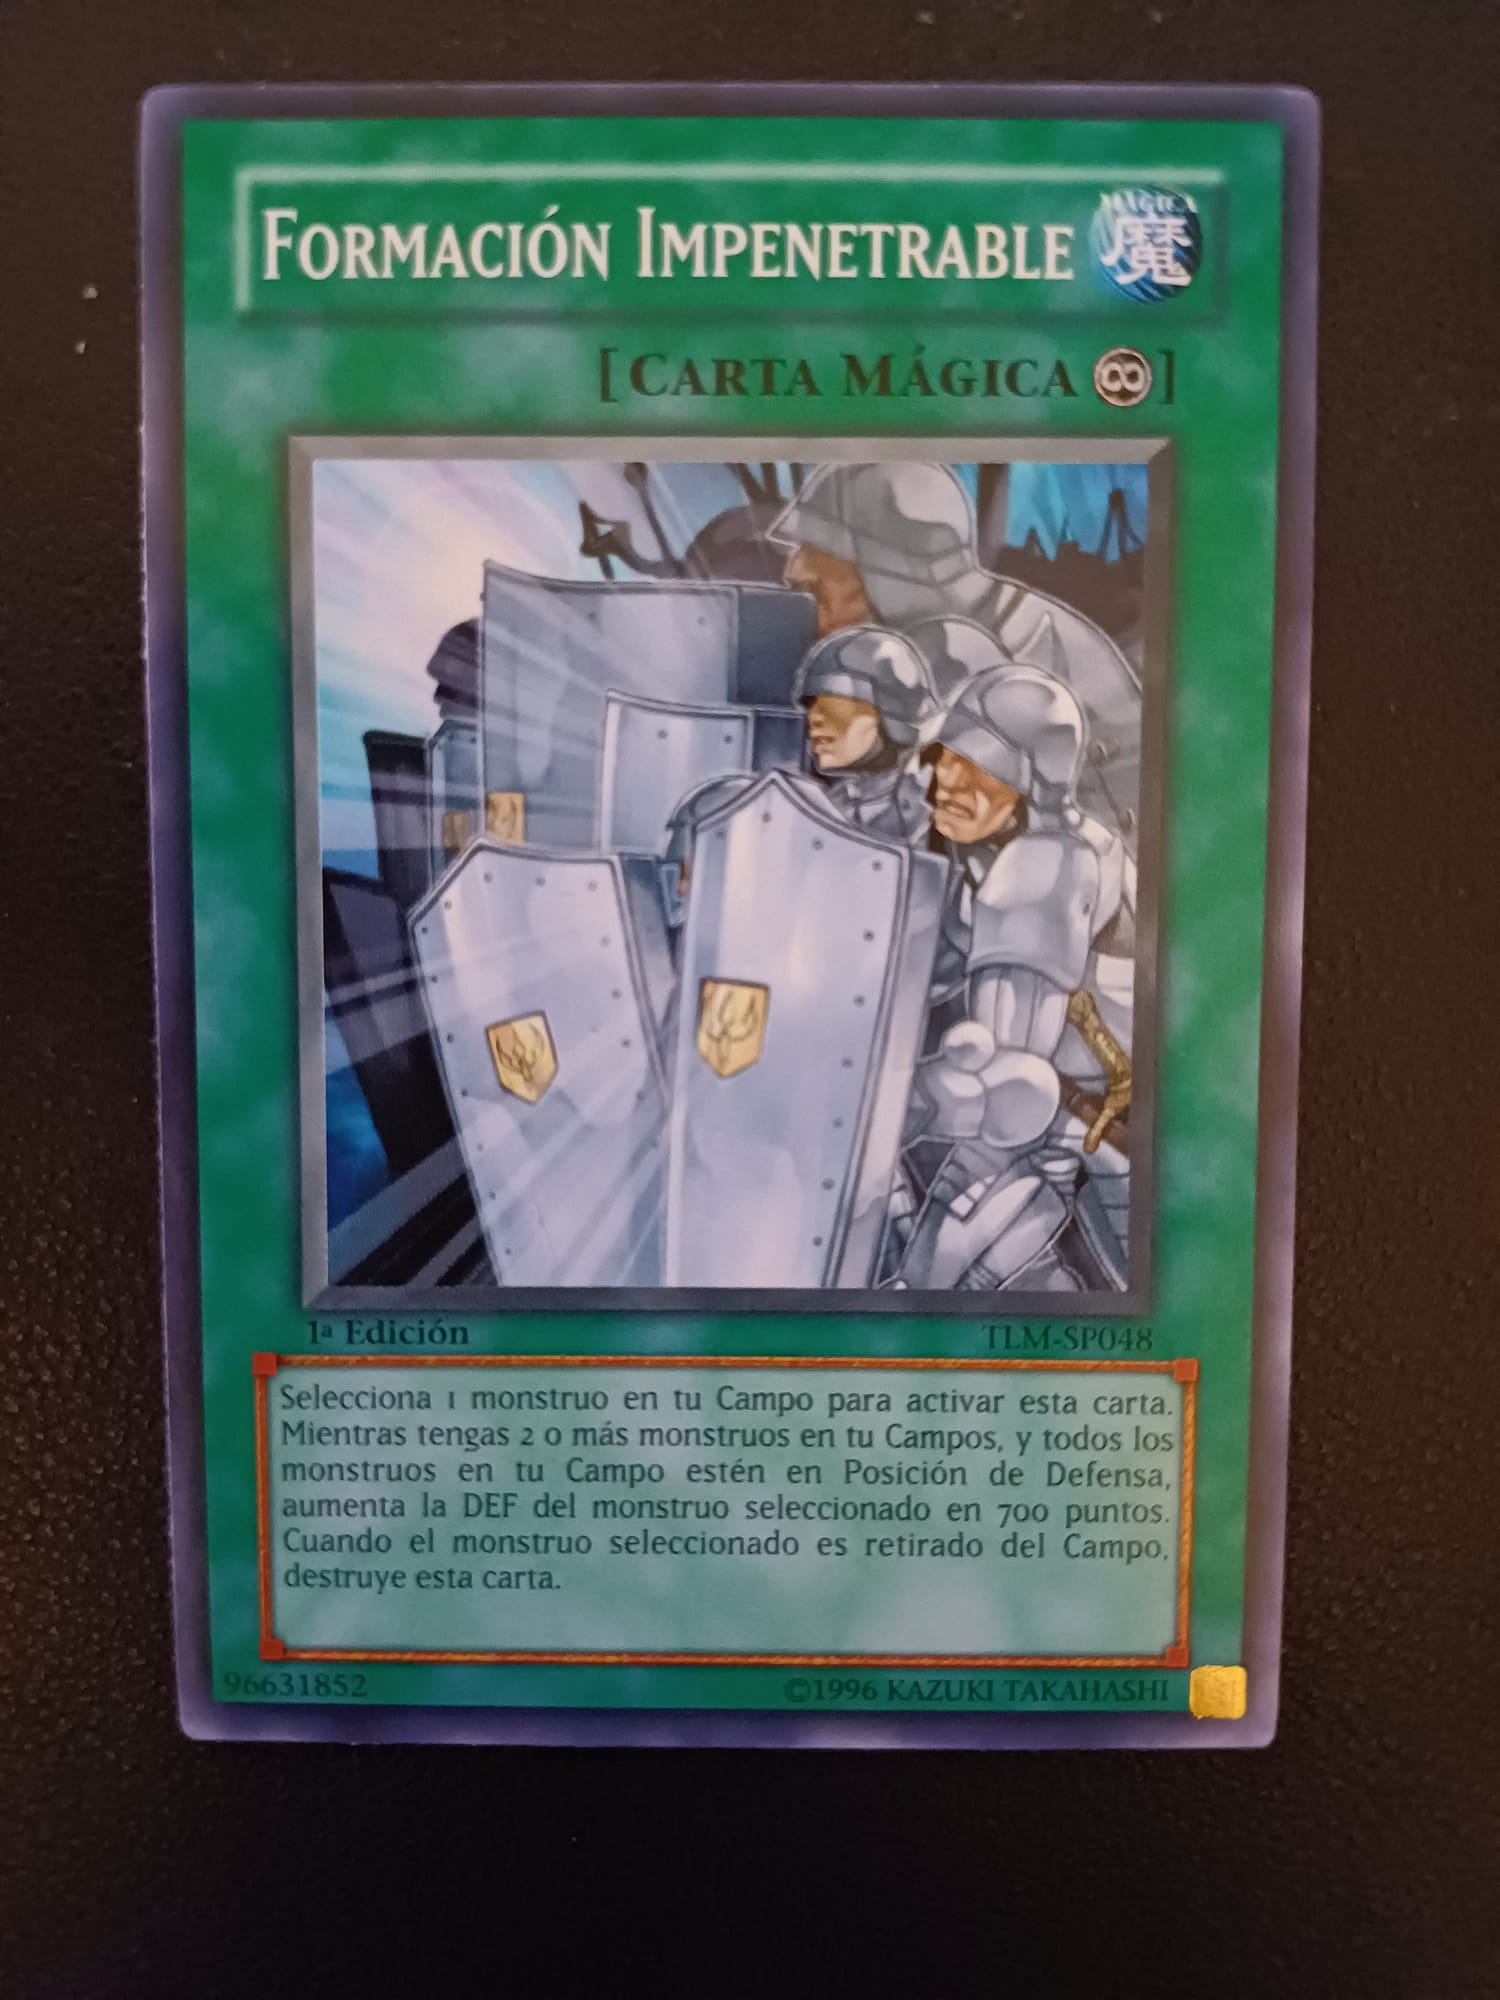 FORMACIÓN IMPENETRABLE
MÁGICA
魔
[CARTA MÁGICA ∞]
1ª Edición
TLM-SP048
Selecciona 1 monstruo en tu Campo para activar esta carta.
Mientras tengas 2 o más monstruos en tu Campos, y todos los
monstruos en tu Campo estén en Posición de Defensa,
aumenta la DEF del monstruo seleccionado en 700 puntos.
Cuando el monstruo seleccionado es retirado del Campo,
destruye esta carta.
96631852
©1996 KAZUKI TAKAHASHI